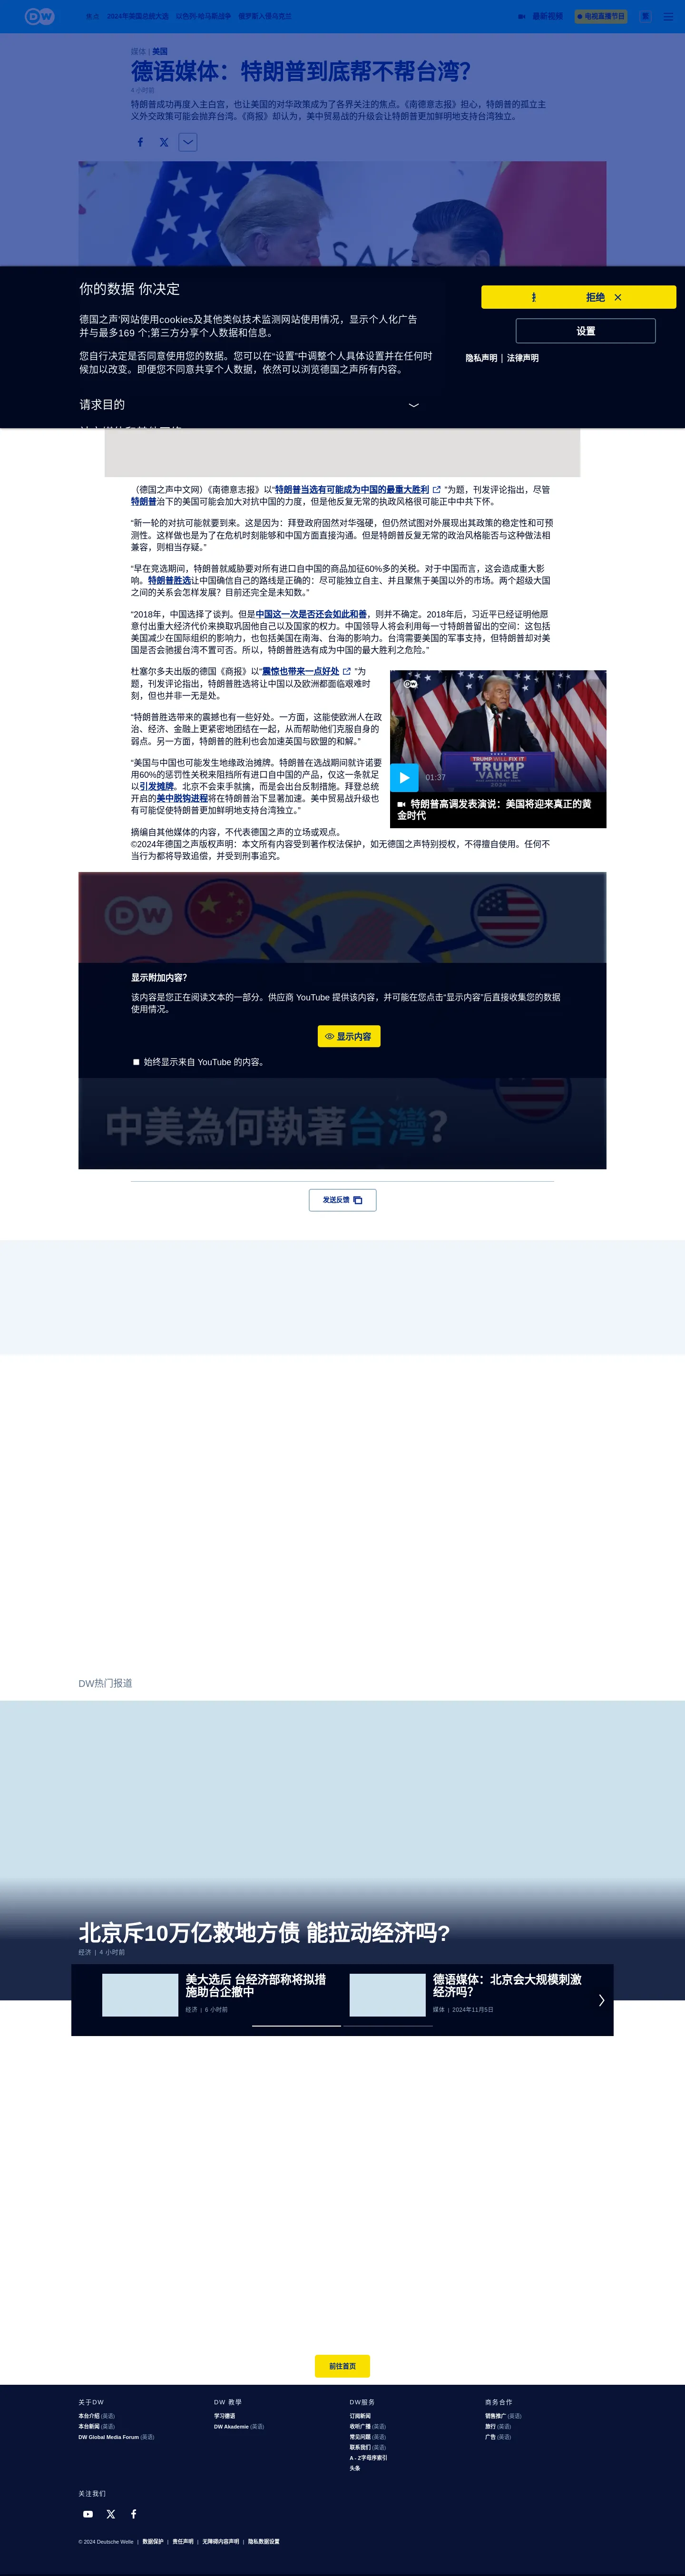 DW
焦点 2024年美国总统大选 以色列-哈马斯战争 俄罗斯入侵乌克兰
最新视频
电视直播节目
媒体 | 美国
德语媒体：特朗普到底帮不帮台湾？
4 小时前
特朗普成功再度入主白宫，也让美国的对华政策成为了各界关注的焦点。《南德意志报》担心，特朗普的孤立主
义外交政策可能会抛弃台湾。《商报》却认为，美中贸易战的升级会让特朗普更加鲜明地支持台湾独立。
你的数据 你决定
拒绝
设置
隐私声明 | 法律声明
德国之声‘网站使用cookies及其他类似技术监测网站使用情况，显示个人化广告
并与最多169 个;第三方分享个人数据和信息。
您自行决定是否同意使用您的数据。您可以在“设置”中调整个人具体设置并在任何时
候加以改变。即便您不同意共享个人数据，依然可以浏览德国之声所有内容。
请求目的
（德国之声中文网）《南德意志报》以“特朗普当选有可能成为中国的最重大胜利 ”为题，刊发评论指出，尽管
特朗普治下的美国可能会加大对抗中国的力度，但是他反复无常的执政风格很可能正中中共下怀。
“新一轮的对抗可能就要到来。这是因为：拜登政府固然对华强硬，但仍然试图对外展现出其政策的稳定性和可预
测性。这样做也是为了在危机时刻能够和中国方面直接沟通。但是特朗普反复无常的政治风格能否与这种做法相
兼容，则相当存疑。”
“早在竞选期间，特朗普就威胁要对所有进口自中国的商品加征60%多的关税。对于中国而言，这会造成重大影
响。特朗普胜选让中国确信自己的路线是正确的：尽可能独立自主、并且聚焦于美国以外的市场。两个超级大国
之间的关系会怎样发展？目前还完全是未知数。”
“2018年，中国选择了谈判。但是中国这一次是否还会如此和善，则并不确定。2018年后，习近平已经证明他愿
意付出重大经济代价来换取巩固他自己以及国家的权力。中国领导人将会利用每一寸特朗普留出的空间：这包括
美国减少在国际组织的影响力，也包括美国在南海、台海的影响力。台湾需要美国的军事支持，但特朗普却对美
国是否会驰援台湾不置可否。所以，特朗普胜选有成为中国的最大胜利之危险。”
杜塞尔多夫出版的德国《商报》以“震惊也带来一点好处 ”为
题，刊发评论指出，特朗普胜选将让中国以及欧洲都面临艰难时
刻，但也并非一无是处。
“特朗普胜选带来的震撼也有一些好处。一方面，这能使欧洲人在政
治、经济、金融上更紧密地团结在一起，从而帮助他们克服自身的
弱点。另一方面，特朗普的胜利也会加速英国与欧盟的和解。”
“美国与中国也可能发生地缘政治摊牌。特朗普在选战期间就许诺要
用60%的惩罚性关税来阻挡所有进口自中国的产品，仅这一条就足
以引发摊牌。北京不会束手就擒，而是会出台反制措施。拜登总统
开启的美中脱钩进程将在特朗普治下显著加速。美中贸易战升级也
有可能促使特朗普更加鲜明地支持台湾独立。”
DW
TRUMP WILL FIX IT
TRUMP
VANCE
2024
01:37
特朗普高调发表演说：美国将迎来真正的黄
金时代
摘编自其他媒体的内容，不代表德国之声的立场或观点。
©2024年德国之声版权声明：本文所有内容受到著作权法保护，如无德国之声特别授权，不得擅自使用。任何不
当行为都将导致追偿，并受到刑事追究。
DW
显示附加内容？
该内容是您正在阅读文本的一部分。供应商 YouTube 提供该内容，并可能在您点击“显示内容”后直接收集您的数据
使用情况。
显示内容
始终显示来自 YouTube 的内容。
中美為何執著台灣？
发送反馈
DW热门报道
北京斥10万亿救地方债 能拉动经济吗?
经济 | 4 小时前
美大选后 台经济部称将拟措
施助台企撤中
经济 | 6 小时前
德语媒体：北京会大规模刺激
经济吗？
媒体 | 2024年11月5日
前往首页
关于DW
本台介绍 (英语)
本台新闻 (英语)
DW Global Media Forum (英语)
DW 教學
学习德语
DW Akademie (英语)
DW服务
订阅新闻
收听广播 (英语)
常见问题 (英语)
联系我们 (英语)
A - Z字母序索引
头条
商务合作
销售推广 (英语)
旅行 (英语)
广告 (英语)
关注我们
© 2024 Deutsche Welle | 数据保护 | 责任声明 | 无障碍内容声明 | 隐私数据设置